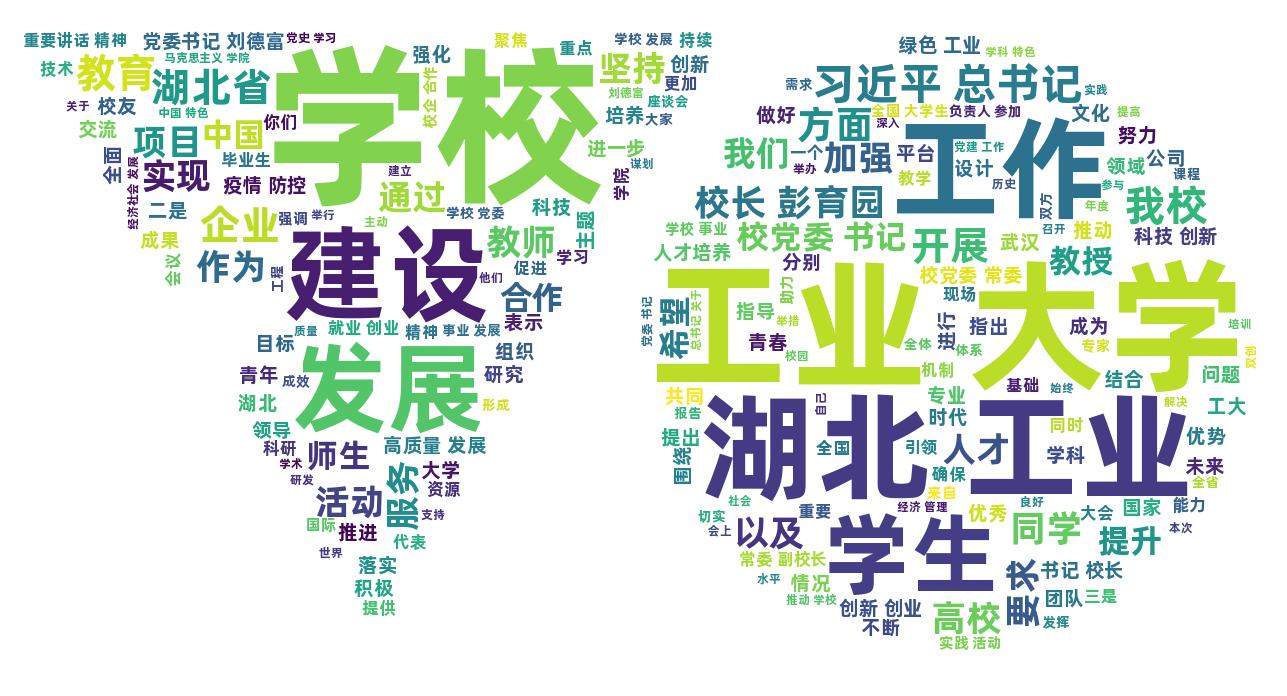 重要讲话 精神
党委书记 刘德富
党史 学习
技术
教育
马克思主义 学院
湖北省
关于
校友
中国 特色
交流
项目
中国
你们
全面
实现
毕业生
疫情 防控
经济社会 发展
二是
企业
强调
举行
成果
会议
作为
工程
学校
强化
校企 合作
聚焦
重点
学校 发展
持续
坚持
创新
更加
刘德富
座谈会
培养
大家
进一步
谋划
学院
建立
通过
主动
学校 党委
科技
主题
建设
教师
学习
他们
促进
合作
质量
就业 创业
精神
事业 发展
表示
目标
发展
组织
青年
成效
研究
湖北
形成
领导
科研
师生
高质量 发展
学术
研发
服务
大学
资源
活动
国际
推进
支持
世界
代表
落实
积极
提供
绿色 工业
学科 特色
需求
习近平 总书记
实践
做好
方面
全国 大学生
负责人 参加
深入
文化
提高
我们
一个
举办
加强
平台
教学
党建 工作
设计
历史
工作
努力
领域
公司
课程
参与
校长 彭育园
双方
召开
年度
我校
学校 事业
校党委 书记
开展
武汉
推动
科技 创新
人才培养
分别
教授
校党委 常委
党委 书记
希望
总书记 关于
助力
指导
举措
青春
校园
现场
进行
指出
成为
专家
全体
体系
培训
双创
工业大学
机制
共同
报告
自己
专业
时代
基础
始终
结合
问题
解决
工大
提出
围绕
湖北工业
全国
引领
人才
同时
学科
优势
确保
未来
全省
来自
社会
切实
会上
以及
重要
经济 管理
优秀
良好
大会
国家
能力
本次
学生
同学
提升
常委 副校长
水平
情况
推动 学校
要求
书记 校长
团队
三是
创新 创业
不断
高校
发挥
实践 活动